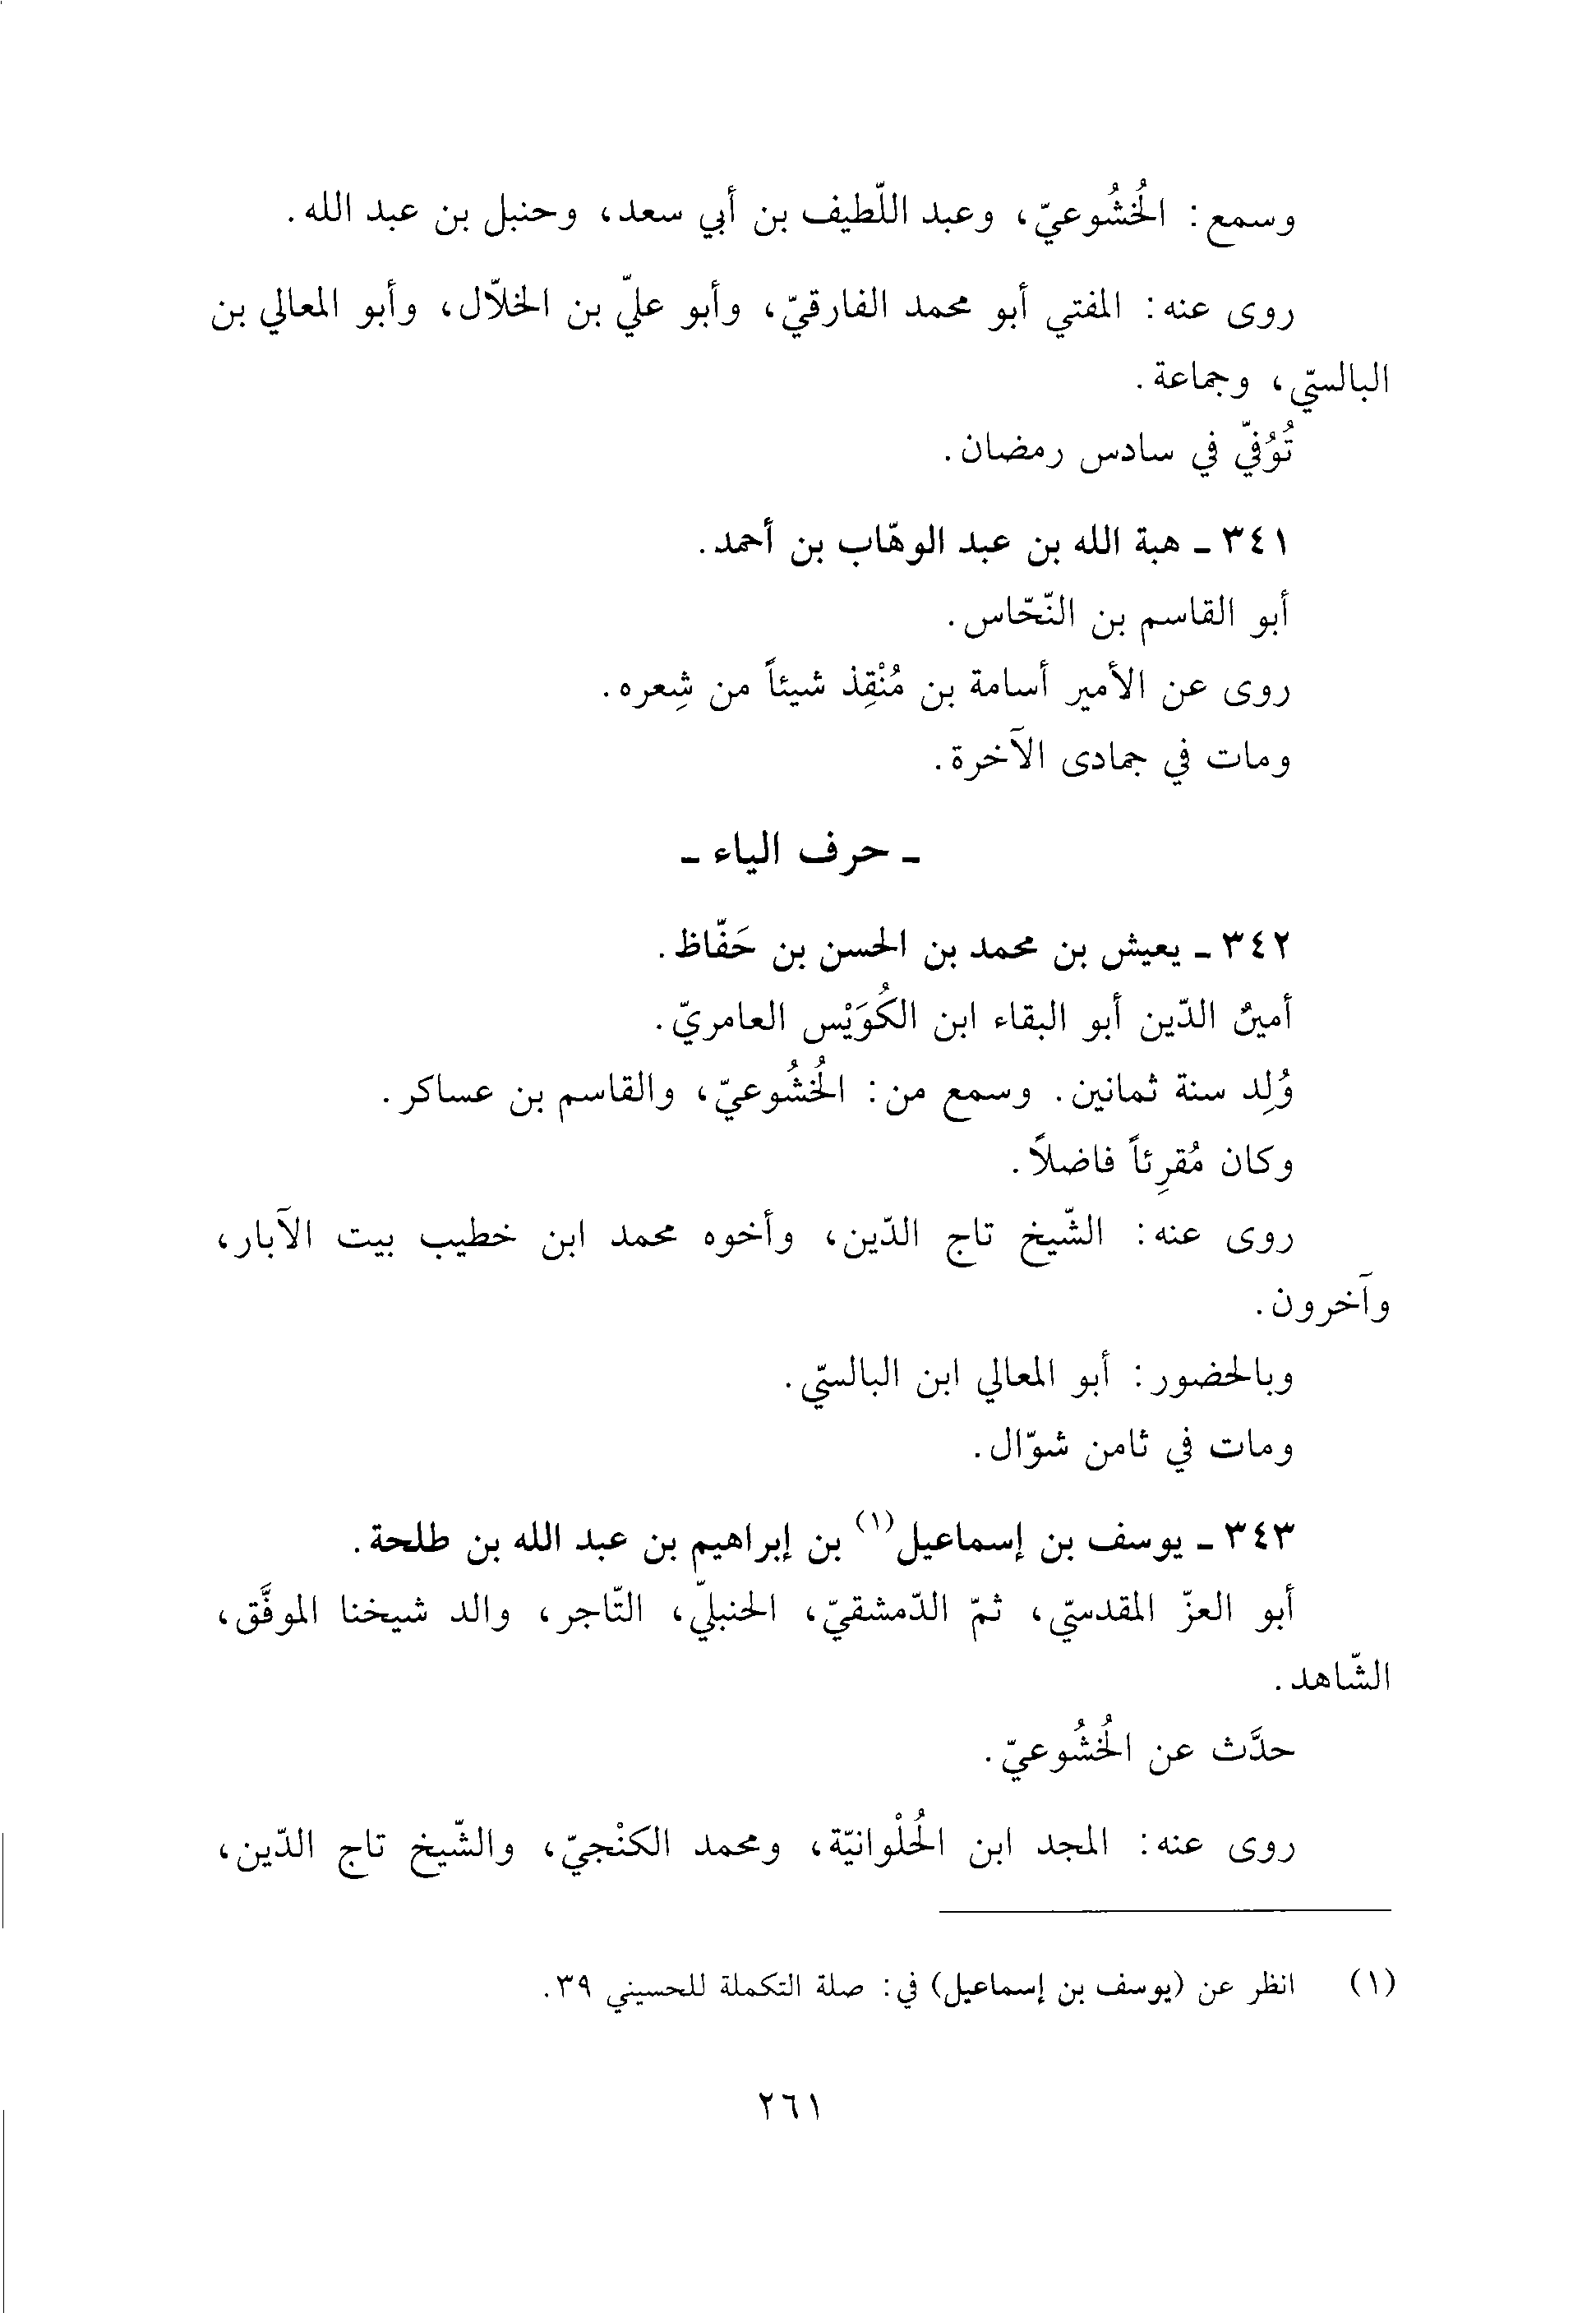 وسمع: الخُشُوعيّ، وعبد اللّطيف بن أبي سعد، وحنبل بن عبد الله.
روى عنه: المفتي أبو محمد الفارقيّ، وأبو عليّ بن الخلاّل، وأبو المعالي بن
البالسيّ، وجماعة.
تُوُفيّ في سادس رمضان.
٣٤١ ـ هبة الله بن عبد الوهّاب بن أحمد.
أبو القاسم بن النّحّاس.
روى عن الأمير أسامة بن مُنْقِذ شيئاً من شِعره.
ومات في جمادى الآخرة.
ـ حرف الياء ـ
٣٤٢ ـ يعيش بن محمد بن الحسن بن حَفّاظ.
أمينُ الدّين أبو البقاء ابن الكُوَيْس العامريّ.
وُلِد سنة ثمانين. وسمع من: الخُشُوعيّ، والقاسم بن عساكر.
وكان مُقرِئاً فاضلاً.
روى عنه: الشّيخ تاج الدّين، وأخوه محمد ابن خطيب بيت الآبار،
وآخرون.
وبالحضور: أبو المعالي ابن البالسيّ.
ومات في ثامن شوّال.
٣٤٣ ـ يوسف بن إسماعيل(١) بن إبراهيم بن عبد الله بن طلحة.
أبو العزّ المقدسيّ، ثمّ الدّمشقيّ، الحنبليّ، التّاجر، والد شيخنا الموفَّق،
الشّاهد.
حدَّث عن الخُشُوعيّ.
روى عنه: المجد ابن الحُلْوانيّة، ومحمد الكنْجيّ، والشّيخ تاج الدّين،
(١) انظر عن (يوسف بن إسماعيل) في: صلة التكملة للحسيني ٣٩.
٢٦١